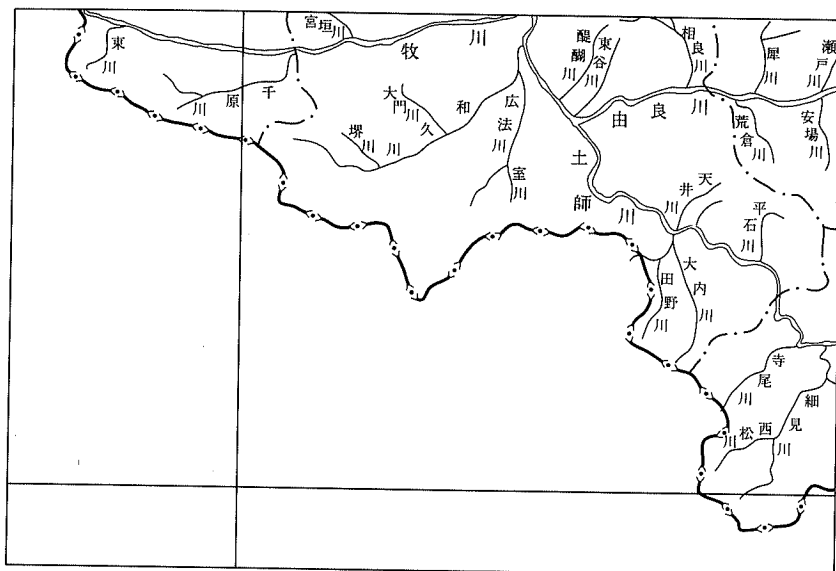 東川
千原川
宮垣川
牧川
大門川
堺川
和久川
広法川
室川
醍醐川
東谷川
相良川
由良川
犀川
瀬戸川
荒倉川
安場川
土師川
天井川
平石川
田野川
大内川
寺尾川
細見川
西松川